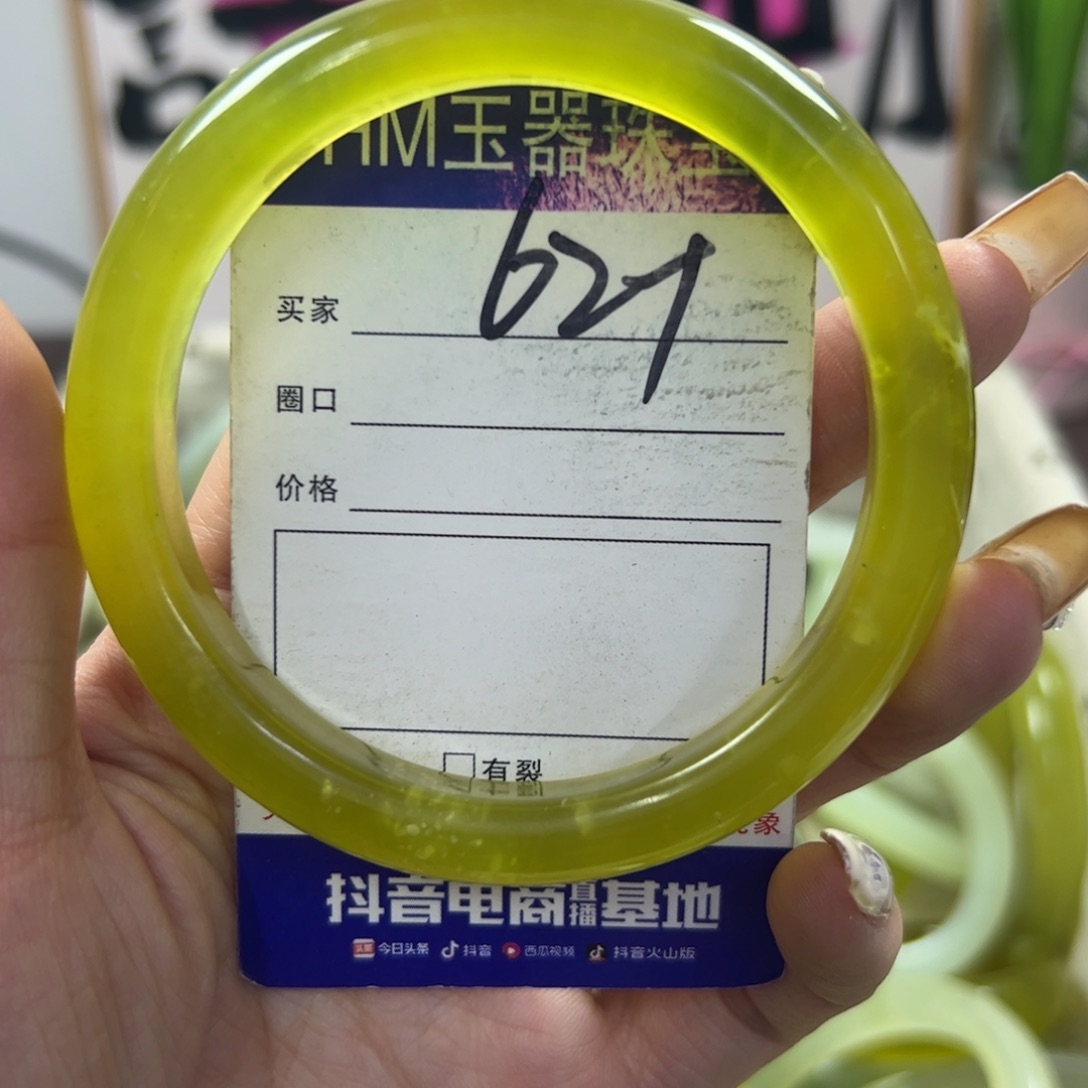 HM玉器珠宝
621
买家
圈口
价格
有裂
抖音电商直播基地
今日头条 抖音 西瓜视频 抖音火山版